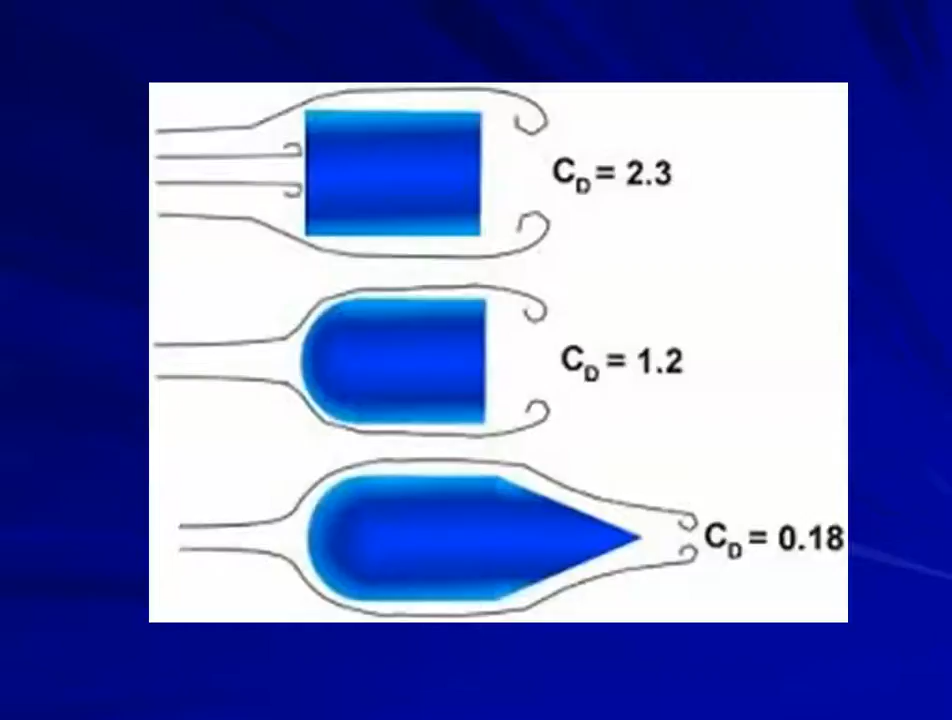 C_D = 2.3
C_D = 1.2
C_D = 0.18